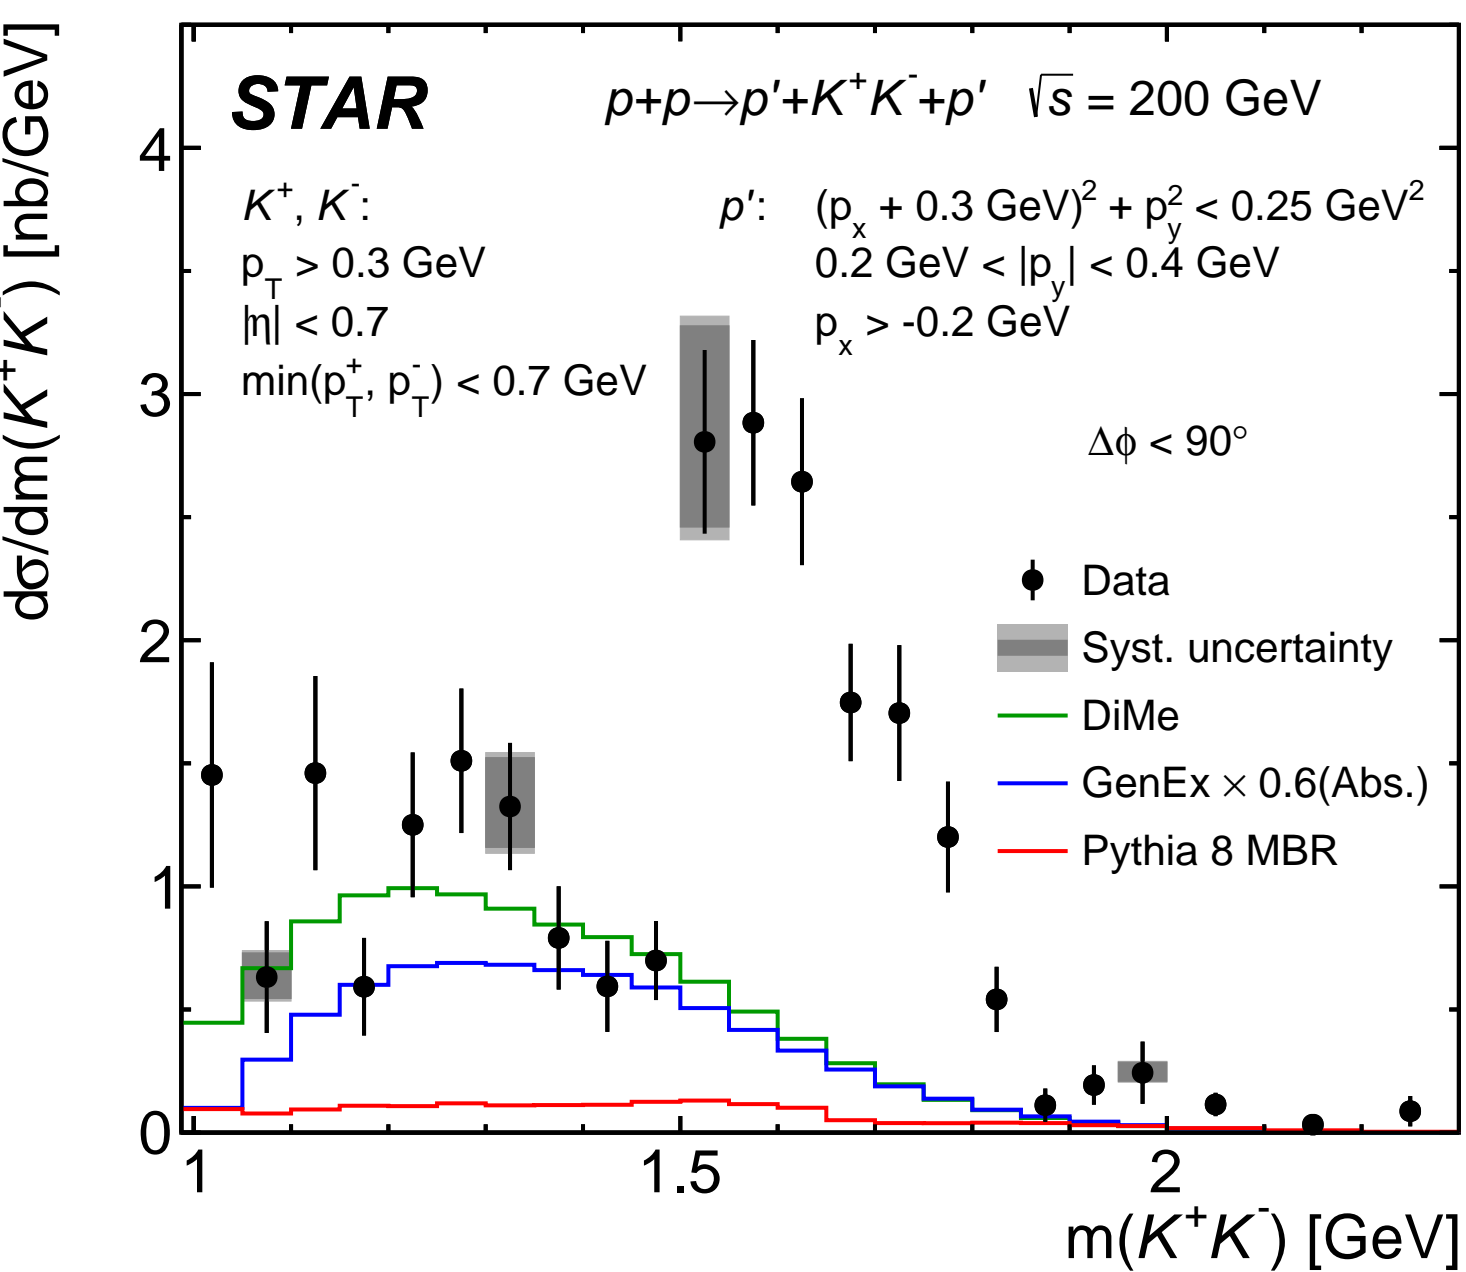 STAR
p+p→p′+K⁺K⁻+p′ √s = 200 GeV
K⁺, K⁻:
p_T > 0.3 GeV
|η| < 0.7
min(p_T⁺, p_T⁻) < 0.7 GeV
p′: (p_x + 0.3 GeV)² + p_y² < 0.25 GeV²
0.2 GeV < |p_y| < 0.4 GeV
p_x > -0.2 GeV
Δϕ < 90°
Data
Syst. uncertainty
DiMe
GenEx × 0.6(Abs.)
Pythia 8 MBR
dσ/dm(K⁺K⁻) [nb/GeV]
4
3
2
1
0
1 1.5 2
m(K⁺K⁻) [GeV]